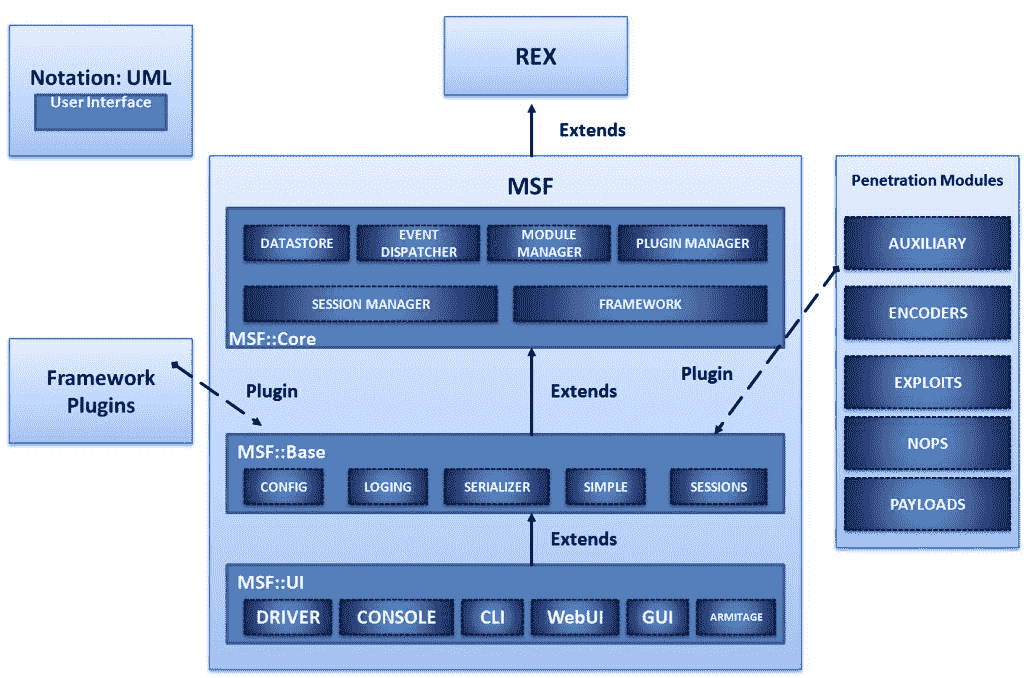 Notation: UML
User Interface
REX
Extends
MSF
DATASTORE
EVENT
DISPATCHER
MODULE
MANAGER
PLUGIN MANAGER
SESSION MANAGER
FRAMEWORK
MSF::Core
Framework
Plugins
Plugin
Extends
Plugin
MSF::Base
CONFIG
LOGING
SERIALIZER
SIMPLE
SESSIONS
Extends
MSF::UI
DRIVER
CONSOLE
CLI
WebUI
GUI
ARMITAGE
Penetration Modules
AUXILIARY
ENCODERS
EXPLOITS
NOPS
PAYLOADS